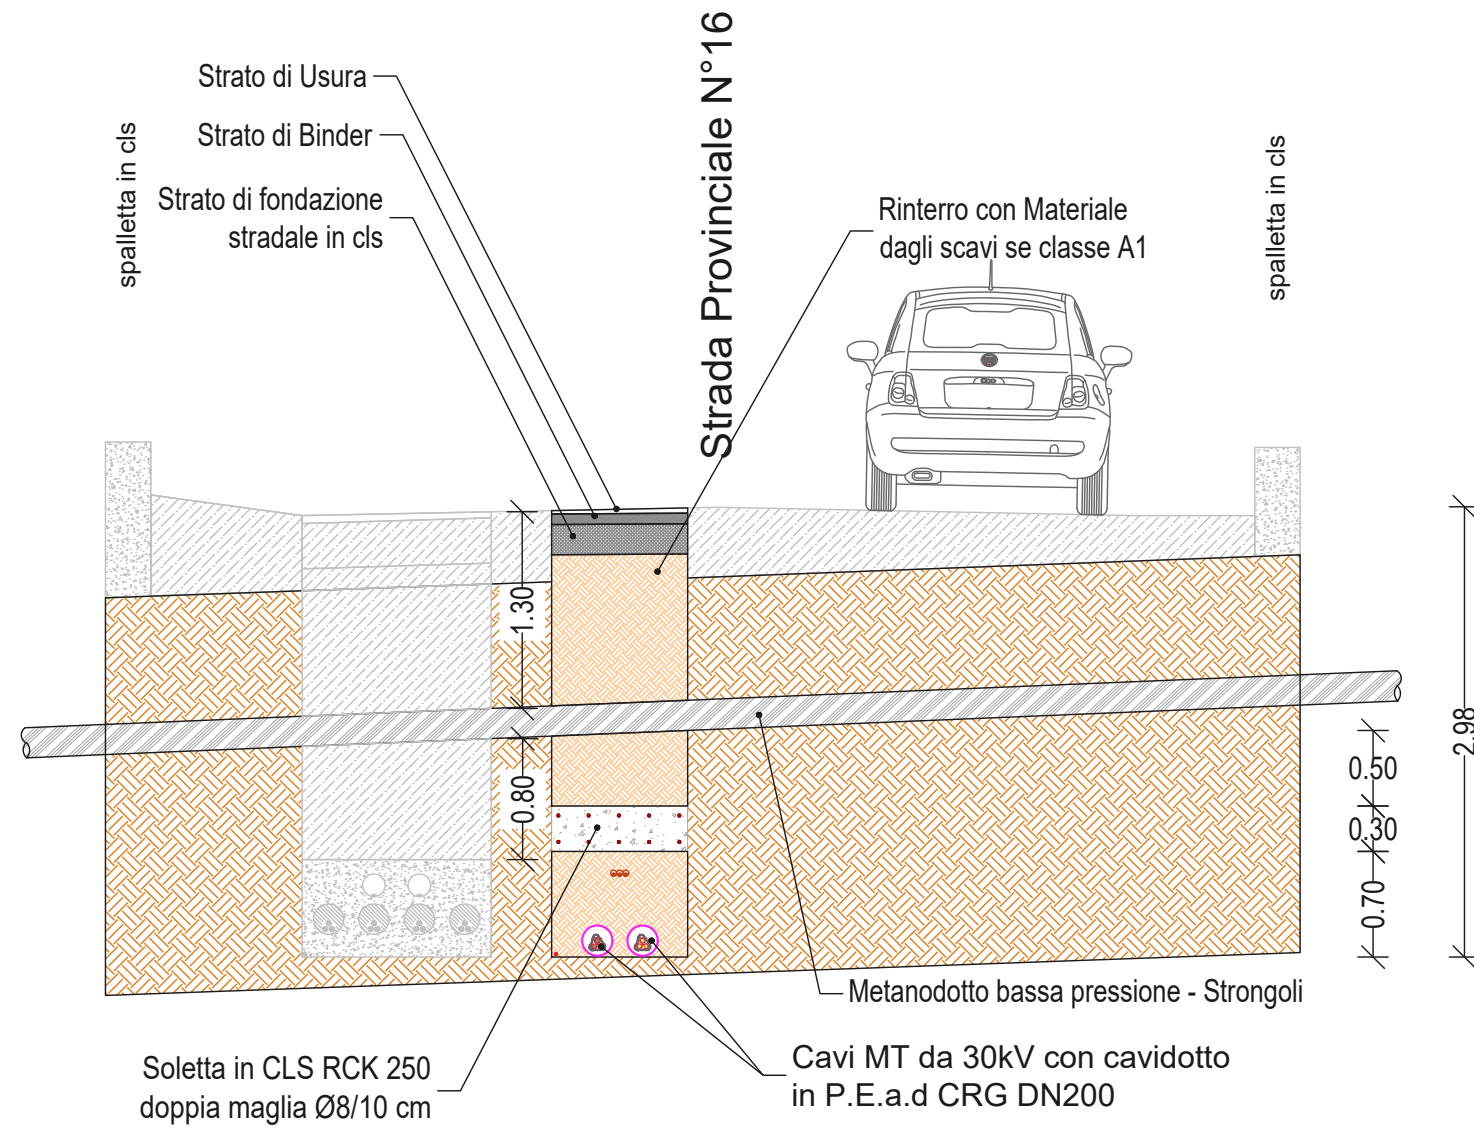 Strato di Usura
Strato di Binder
Strato di fondazione
stradale in cls
spalletta in cls
Strada Provinciale N°16
Rinterro con Materiale
dagli scavi se classe A1
spalletta in cls
1.30
0.80
0.50
0.30
0.70
2.98
Metanodotto bassa pressione - Strongoli
Cavi MT da 30kV con cavidotto
in P.E.a.d CRG DN200
Soletta in CLS RCK 250
doppia maglia Ø8/10 cm